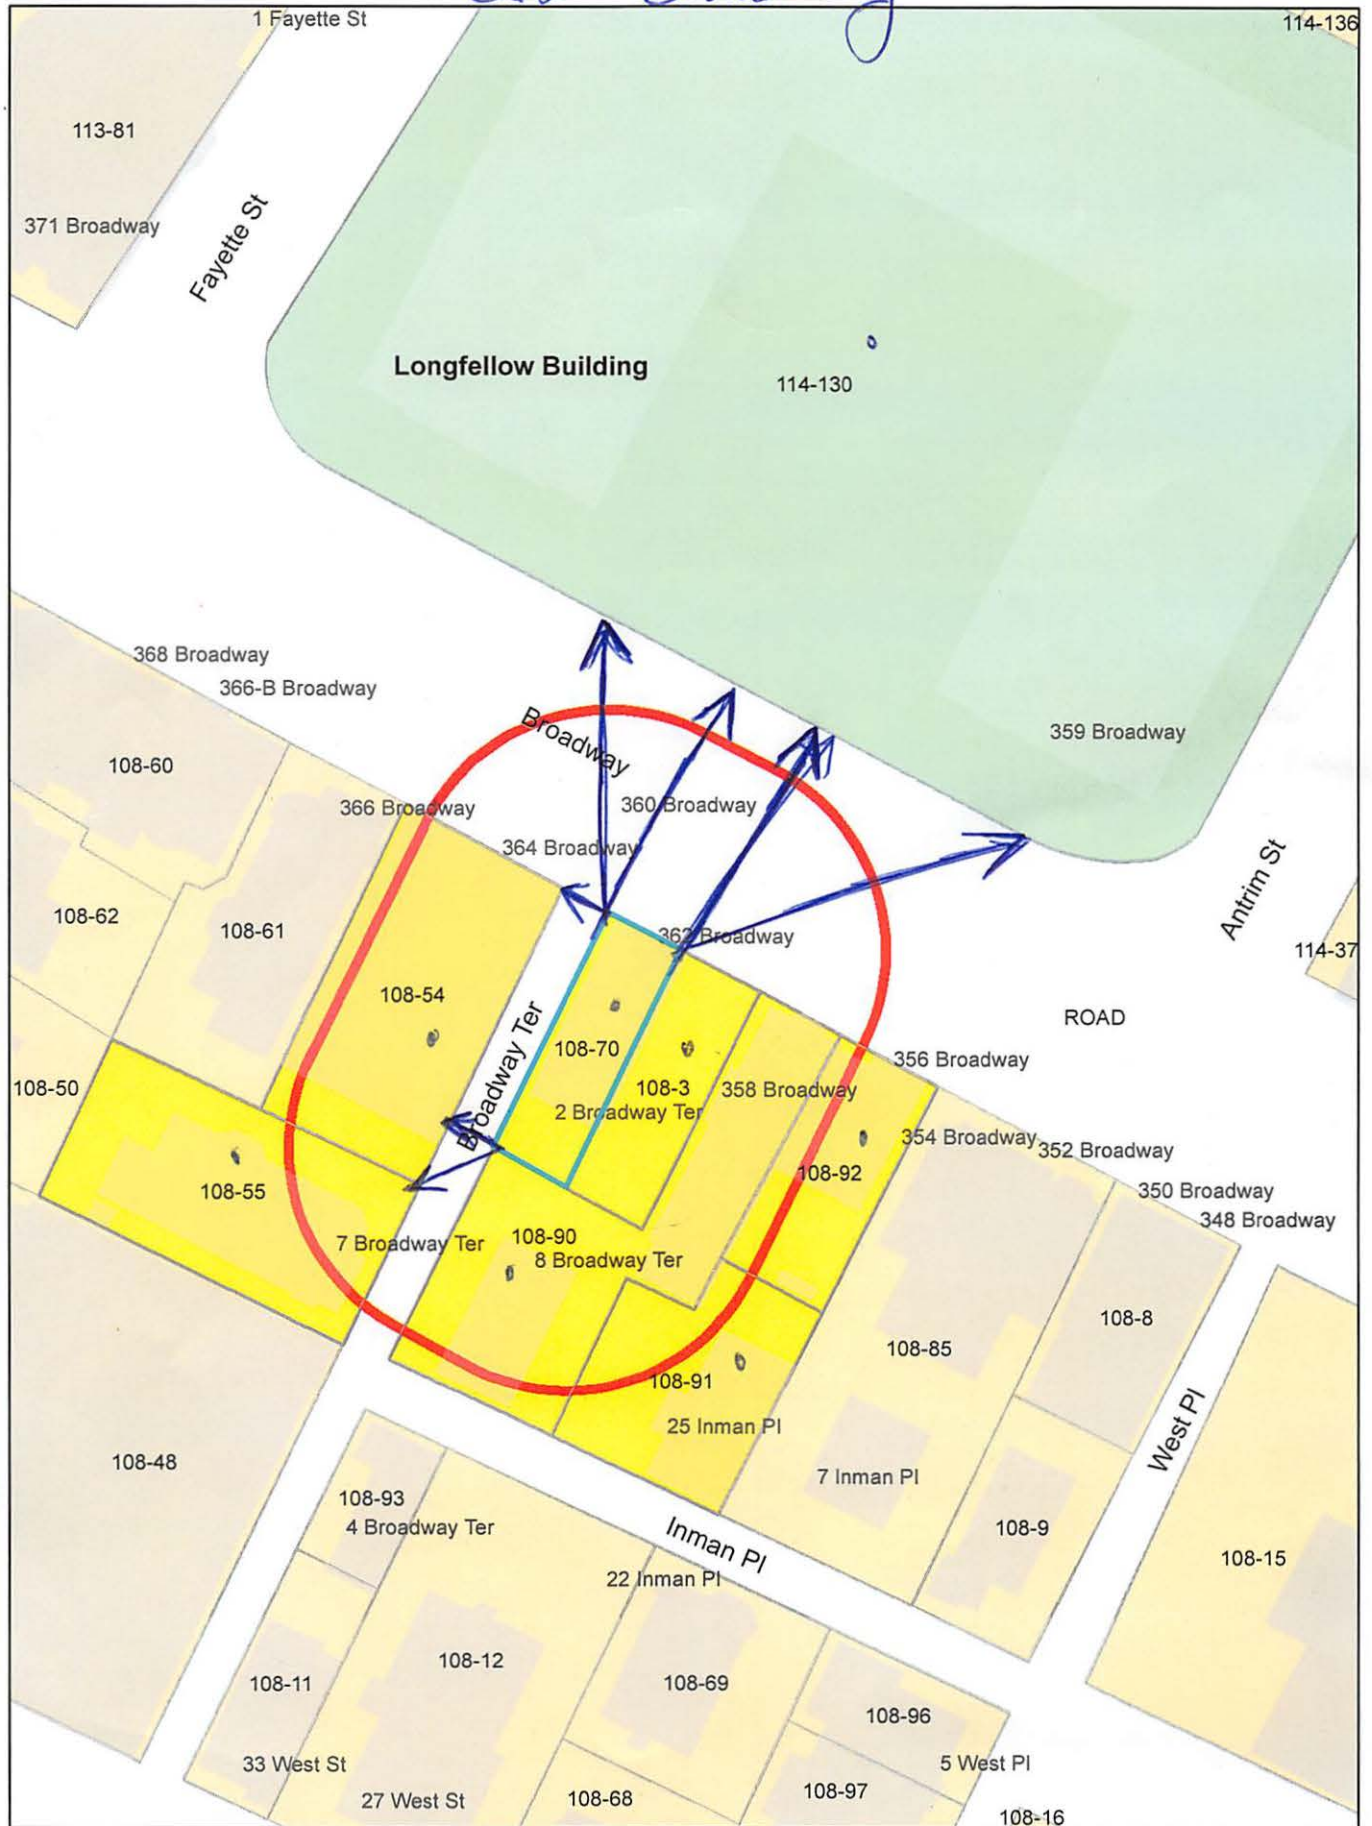 1 Fayette St
114-136
113-81
371 Broadway
Fayette St
Longfellow Building
114-130
368 Broadway
366-B Broadway
359 Broadway
Broadway
108-60
366 Broadway
360 Broadway
364 Broadway
Antrim St
108-62
108-61
362 Broadway
114-37
108-54
ROAD
Broadway Ter
108-70
356 Broadway
108-50
108-3
358 Broadway
2 Broadway Ter
354 Broadway
352 Broadway
108-92
108-55
350 Broadway
348 Broadway
7 Broadway Ter
108-90
8 Broadway Ter
108-8
108-85
108-91
25 Inman Pl
West Pl
108-48
7 Inman Pl
108-93
4 Broadway Ter
108-9
Inman Pl
108-15
22 Inman Pl
108-12
108-11
108-69
108-96
33 West St
5 West Pl
27 West St
108-68
108-97
108-16